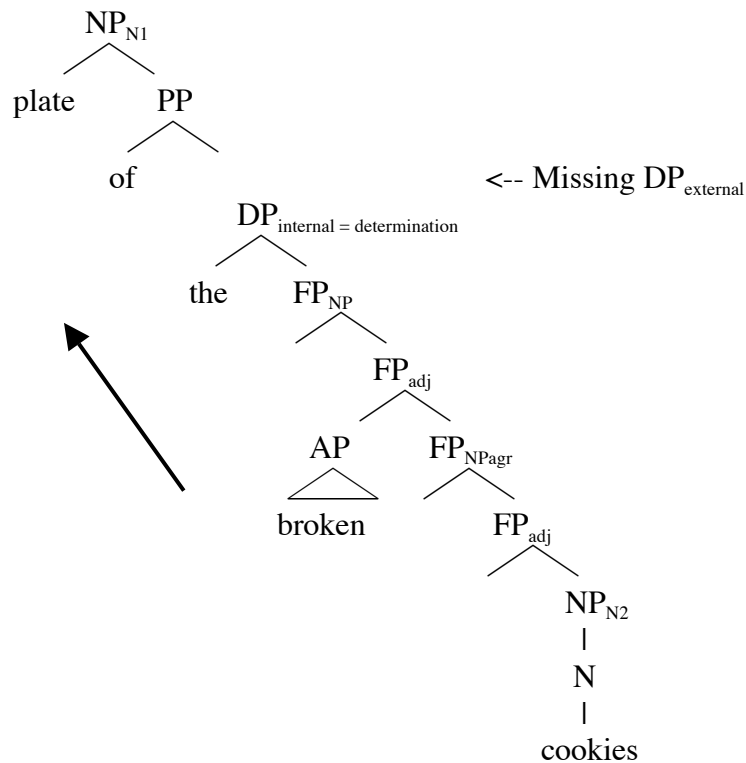 NP_N1
plate PP
of <-- Missing DP_external
DP_internal = determination
the FP_NP
FP_adj
AP FP_NPagr
broken FP_adj
NP_N2
N
cookies